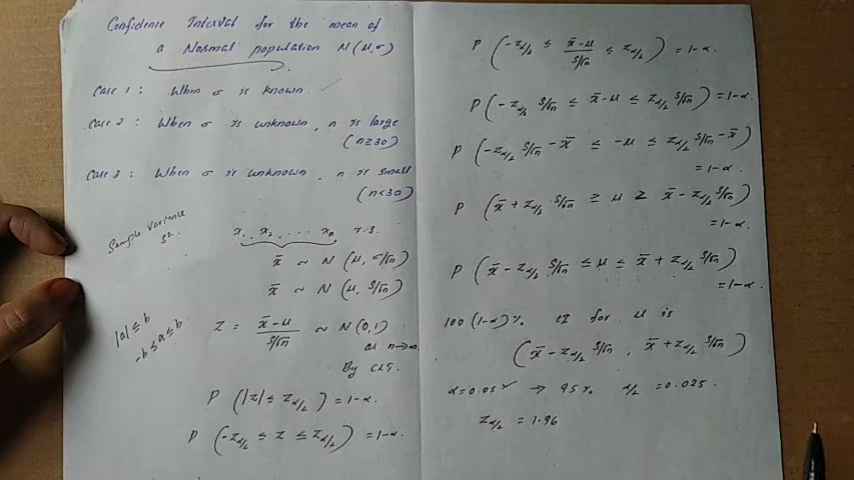 Confidence Interval for the mean of
a Normal population N(μ,σ)
Case 1 : When σ is known.
Case 2 : When σ is unknown, n is large
(n≥30)
Case 3 : When σ is unknown, n is small
(n<30)
Sample variance
s²
x₁, x₂, ... xₙ r.s.
x̄ ~ N(μ, σ/√n)
x̄ ~ N(μ, s/√n)
|a| ≤ b
-b ≤ a ≤ b
Z = (x̄-μ)/(s/√n) ~ N(0,1)
as n→∞.
By CLT.
P(|Z| ≤ Z_{α/2}) = 1-α.
P(-Z_{α/2} ≤ Z ≤ Z_{α/2}) = 1-α.
P(-Z_{α/2} ≤ (x̄-μ)/(s/√n) ≤ Z_{α/2}) = 1-α.
P(-Z_{α/2} s/√n ≤ x̄-μ ≤ Z_{α/2} s/√n) = 1-α.
P(-Z_{α/2} s/√n - x̄ ≤ -μ ≤ Z_{α/2} s/√n - x̄)
= 1-α.
P(x̄ + Z_{α/2} s/√n ≥ μ ≥ x̄ - Z_{α/2} s/√n)
= 1-α.
P(x̄ - Z_{α/2} s/√n ≤ μ ≤ x̄ + Z_{α/2} s/√n)
= 1-α.
100(1-α)% CI for μ is
(x̄ - Z_{α/2} s/√n, x̄ + Z_{α/2} s/√n)
α=0.05 ✓ → 95%. α/2 = 0.025.
Z_{α/2} = 1.96